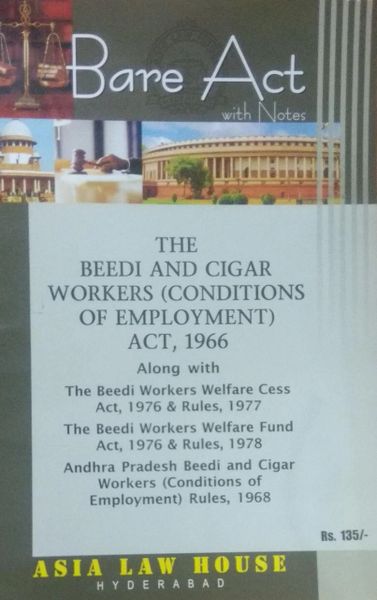 Bare Act
with Notes
THE
BEEDI AND CIGAR
WORKERS (CONDITIONS
OF EMPLOYMENT)
ACT, 1966
Along with
The Beedi Workers Welfare Cess
Act, 1976 & Rules, 1977
The Beedi Workers Welfare Fund
Act, 1976 & Rules, 1978
Andhra Pradesh Beedi and Cigar
Workers (Conditions of
Employment) Rules, 1968
Rs. 135/-
ASIA LAW HOUSE
HYDERABAD